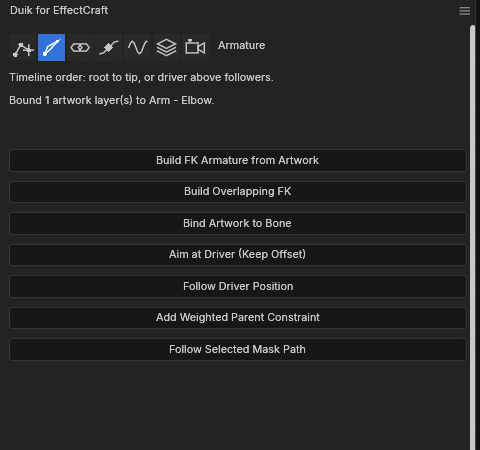 Duik for EffectCraft
Armature
Timeline order: root to tip, or driver above followers.
Bound 1 artwork layer(s) to Arm - Elbow.
Build FK Armature from Artwork
Build Overlapping FK
Bind Artwork to Bone
Aim at Driver (Keep Offset)
Follow Driver Position
Add Weighted Parent Constraint
Follow Selected Mask Path